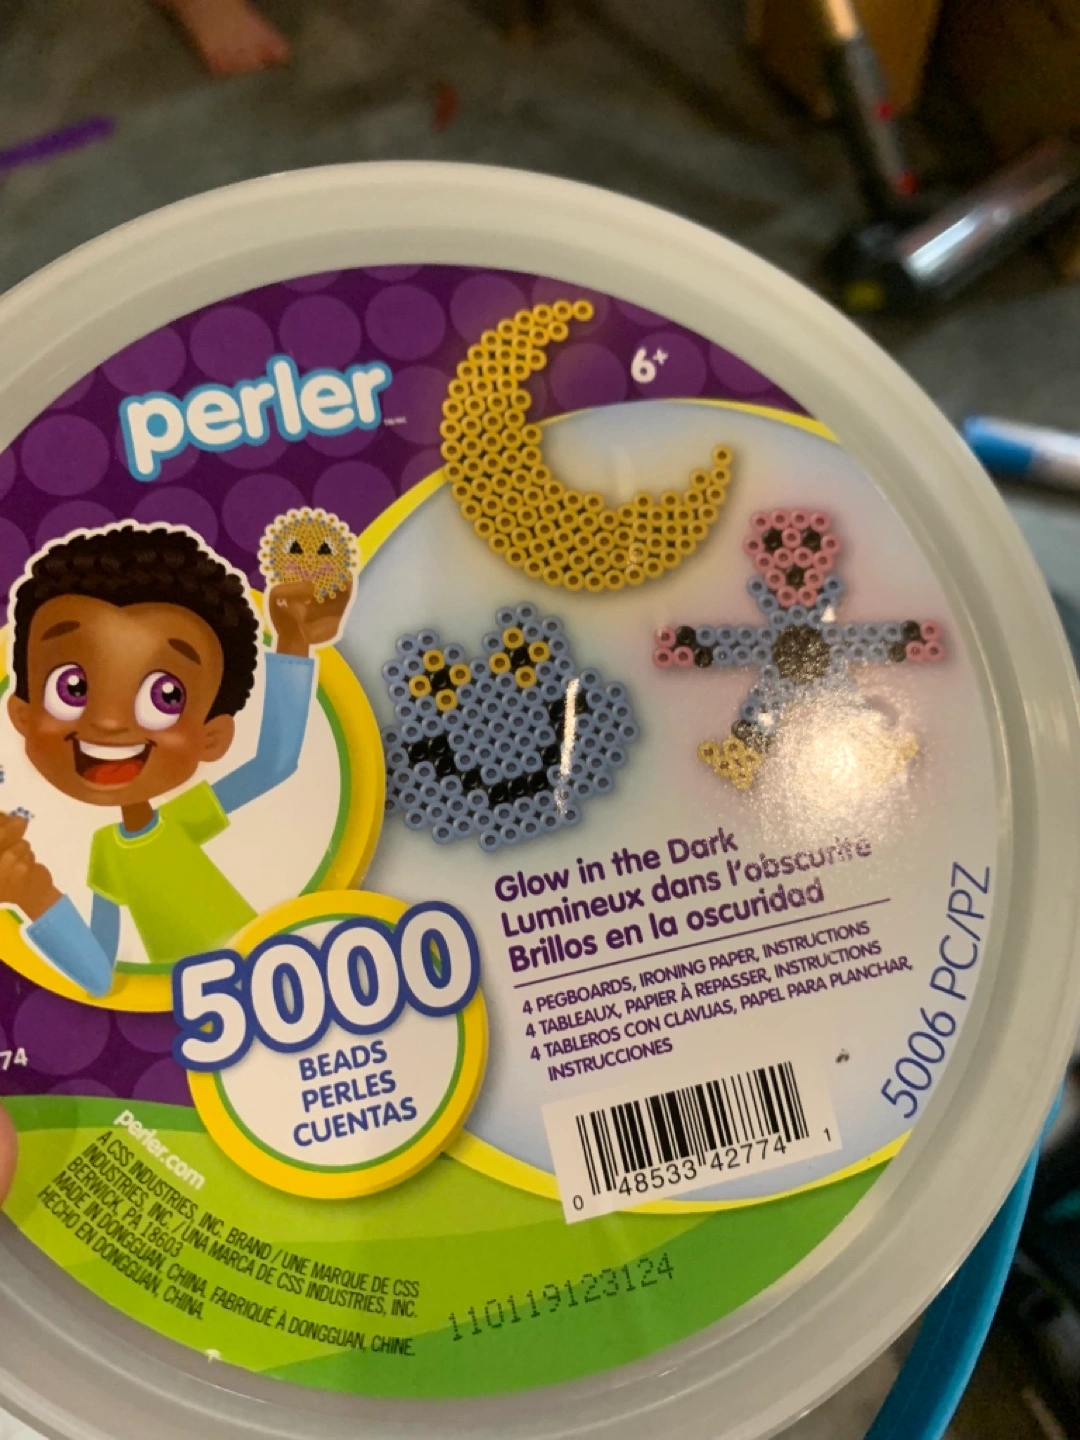 perler
6+
Glow in the Dark
Lumineux dans l'obscurité
Brillos en la oscuridad
4 PEGBOARDS, IRONING PAPER, INSTRUCTIONS
4 TABLEAUX, PAPIER À REPASSER, INSTRUCTIONS
4 TABLEROS CON CLAVIJAS, PAPEL PARA PLANCHAR,
INSTRUCCIONES
5006 PC/PZ
5000
BEADS
PERLES
CUENTAS
74
0 48533 42774 1
perler.com
A CSS INDUSTRIES, INC. BRAND / UNE MARQUE DE CSS
INDUSTRIES, INC. / UNA MARCA DE CSS INDUSTRIES, INC.
BERWICK, PA 18603
MADE IN DONGGUAN, CHINA. FABRIQUÉ À DONGGUAN, CHINE.
HECHO EN DONGGUAN, CHINA.
110119123124